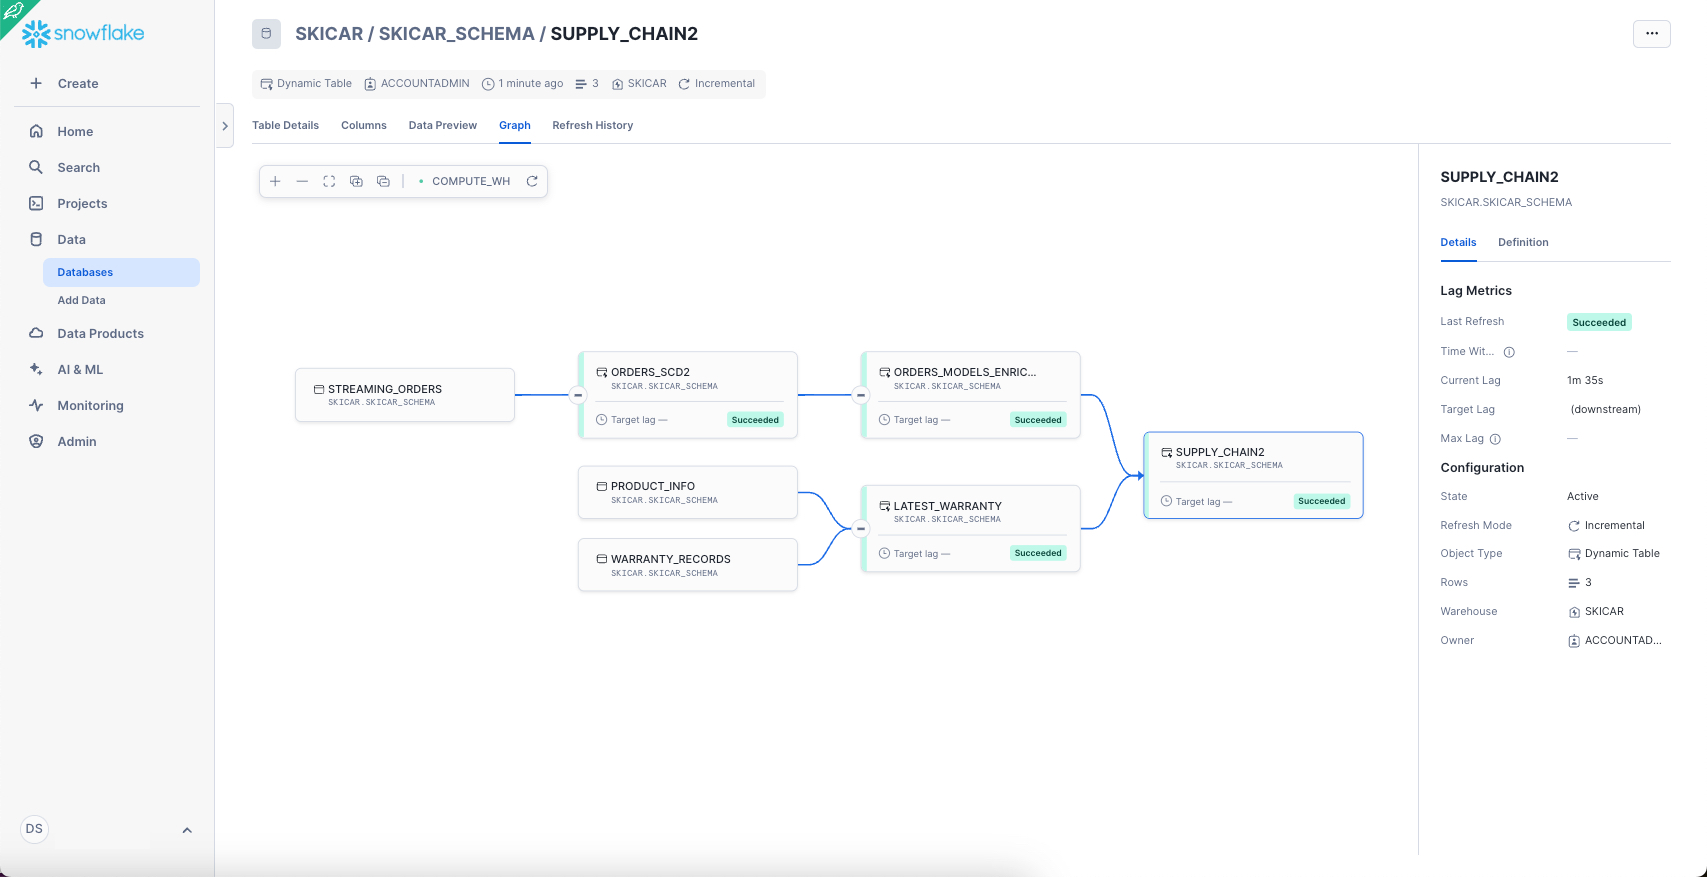 snowflake
Create
Home
Search
Projects
Data
Databases
Add Data
Data Products
AI & ML
Monitoring
Admin
DS
SKICAR / SKICAR_SCHEMA / SUPPLY_CHAIN2
...
Dynamic Table ACCOUNTADMIN 1 minute ago 3 SKICAR Incremental
Table Details Columns Data Preview Graph Refresh History
COMPUTE_WH
STREAMING_ORDERS
SKICAR.SKICAR_SCHEMA
ORDERS_SCD2
SKICAR.SKICAR_SCHEMA
Target lag — Succeeded
PRODUCT_INFO
SKICAR.SKICAR_SCHEMA
WARRANTY_RECORDS
SKICAR.SKICAR_SCHEMA
ORDERS_MODELS_ENRIC...
SKICAR.SKICAR_SCHEMA
Target lag — Succeeded
LATEST_WARRANTY
SKICAR.SKICAR_SCHEMA
Target lag — Succeeded
SUPPLY_CHAIN2
SKICAR.SKICAR_SCHEMA
Target lag — Succeeded
SUPPLY_CHAIN2
SKICAR.SKICAR_SCHEMA
Details Definition
Lag Metrics
Last Refresh Succeeded
Time Wit... —
Current Lag 1m 35s
Target Lag (downstream)
Max Lag —
Configuration
State Active
Refresh Mode Incremental
Object Type Dynamic Table
Rows 3
Warehouse SKICAR
Owner ACCOUNTAD...